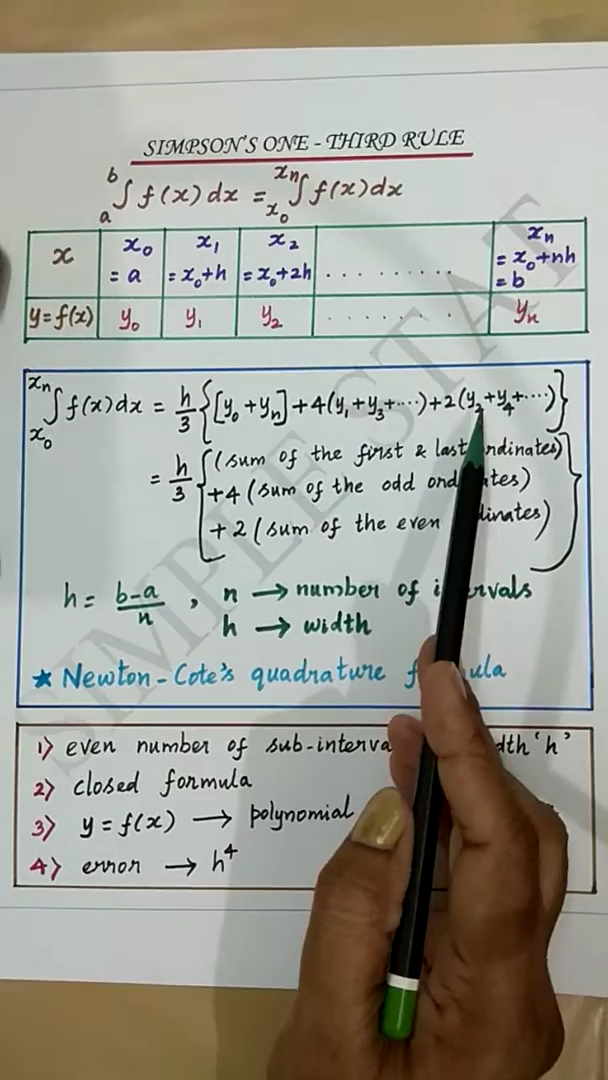 SIMPSON'S ONE - THIRD RULE
a∫b f(x) dx = x₀∫xₙ f(x) dx
x x₀ = a x₁ = x₀+h x₂ = x₀+2h ......... xₙ = x₀+nh = b
y=f(x) y₀ y₁ y₂ ........ yₙ
x₀∫xₙ f(x) dx = h/3 {[y₀ + yₙ] + 4(y₁ + y₃ + ...) + 2(y₂ + y₄ + ...)}
= h/3 {(sum of the first & last
+4 (sum of the odd
+ 2 (sum of the even
h = b-a/n , n → number of
h → width
★ Newton-Cote's quadrature
1) even number of 'h'
2) closed formula
3) y = f(x) → polynomial
4) error → h⁴
SIMPLE STAT